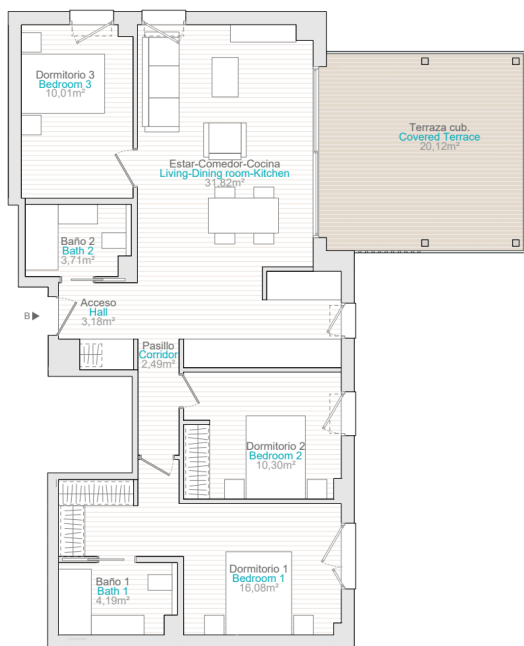 Dormitorio 3
Bedroom 3
10,01m²
Terraza cub.
Covered Terrace
20,12m²
Estar-Comedor-Cocina
Living-Dining room-Kitchen
31,82m²
Baño 2
Bath 2
3,71m²
Acceso
Hall
3,18m²
B
Pasillo
Corridor
2,49m²
Dormitorio 2
Bedroom 2
10,30m²
Dormitorio 1
Bedroom 1
16,08m²
Baño 1
Bath 1
4,19m²